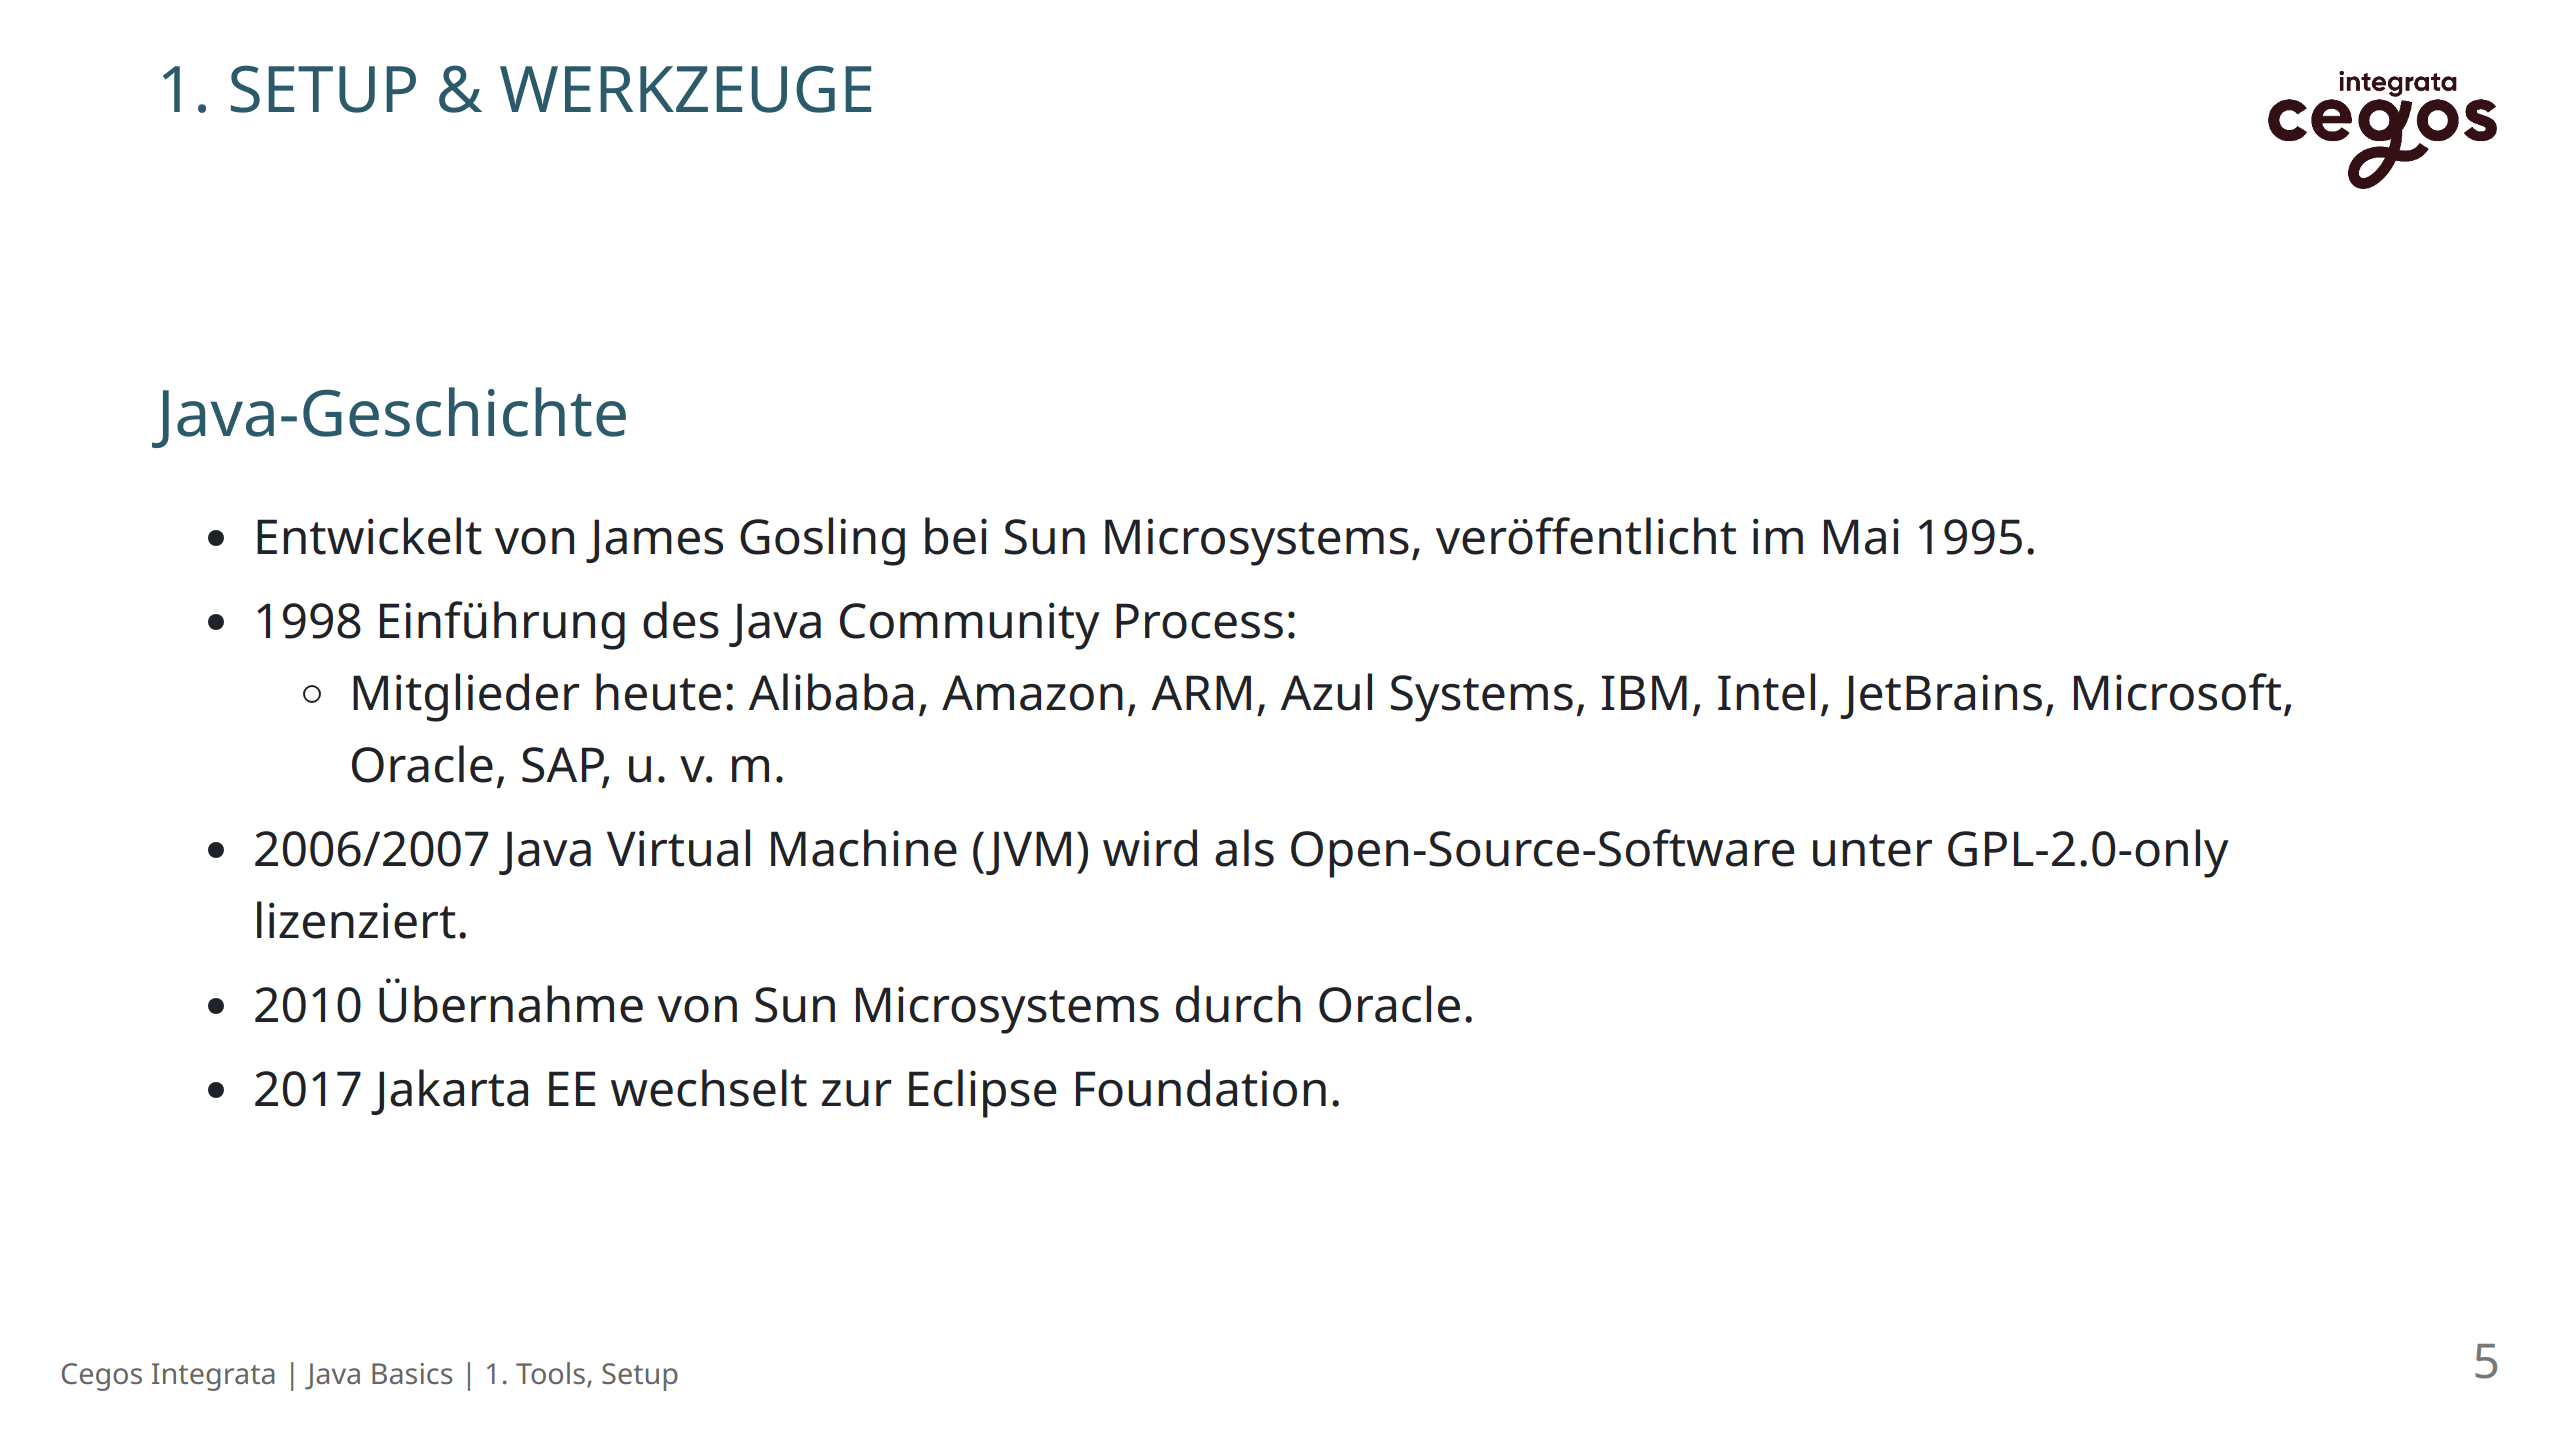 1. SETUP & WERKZEUGE
integrata
cegos
Java-Geschichte
• Entwickelt von James Gosling bei Sun Microsystems, veröffentlicht im Mai 1995.
• 1998 Einführung des Java Community Process:
◦ Mitglieder heute: Alibaba, Amazon, ARM, Azul Systems, IBM, Intel, JetBrains, Microsoft,
Oracle, SAP, u. v. m.
• 2006/2007 Java Virtual Machine (JVM) wird als Open-Source-Software unter GPL-2.0-only
lizenziert.
• 2010 Übernahme von Sun Microsystems durch Oracle.
• 2017 Jakarta EE wechselt zur Eclipse Foundation.
Cegos Integrata | Java Basics | 1. Tools, Setup
5